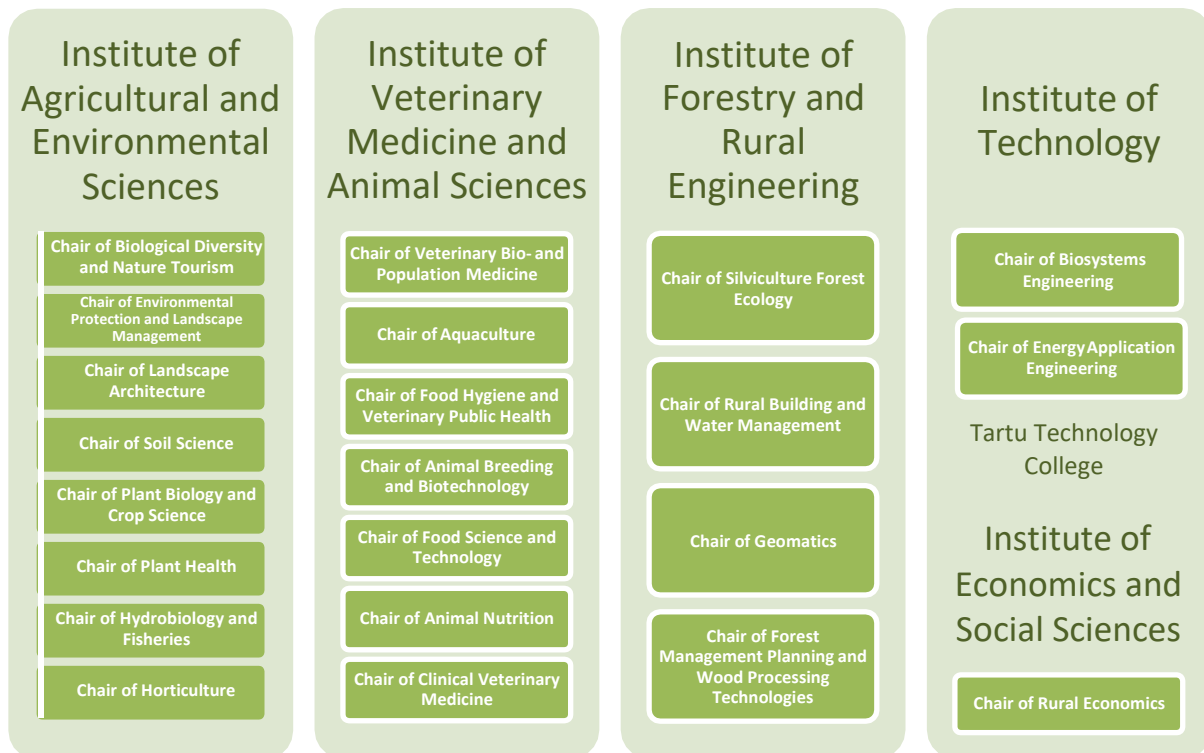 Institute of
Agricultural and
Environmental
Sciences
Chair of Biological Diversity
and Nature Tourism
Chair of Environmental
Protection and Landscape
Management
Chair of Landscape
Architecture
Chair of Soil Science
Chair of Plant Biology and
Crop Science
Chair of Plant Health
Chair of Hydrobiology and
Fisheries
Chair of Horticulture
Institute of
Veterinary
Medicine and
Animal Sciences
Chair of Veterinary Bio- and
Population Medicine
Chair of Aquaculture
Chair of Food Hygiene and
Veterinary Public Health
Chair of Animal Breeding
and Biotechnology
Chair of Food Science and
Technology
Chair of Animal Nutrition
Chair of Clinical Veterinary
Medicine
Institute of
Forestry and
Rural
Engineering
Chair of Silviculture Forest
Ecology
Chair of Rural Building and
Water Management
Chair of Geomatics
Chair of Forest
Management Planning and
Wood Processing
Technologies
Institute of
Technology
Chair of Biosystems
Engineering
Chair of Energy Application
Engineering
Tartu Technology
College
Institute of
Economics and
Social Sciences
Chair of Rural Economics